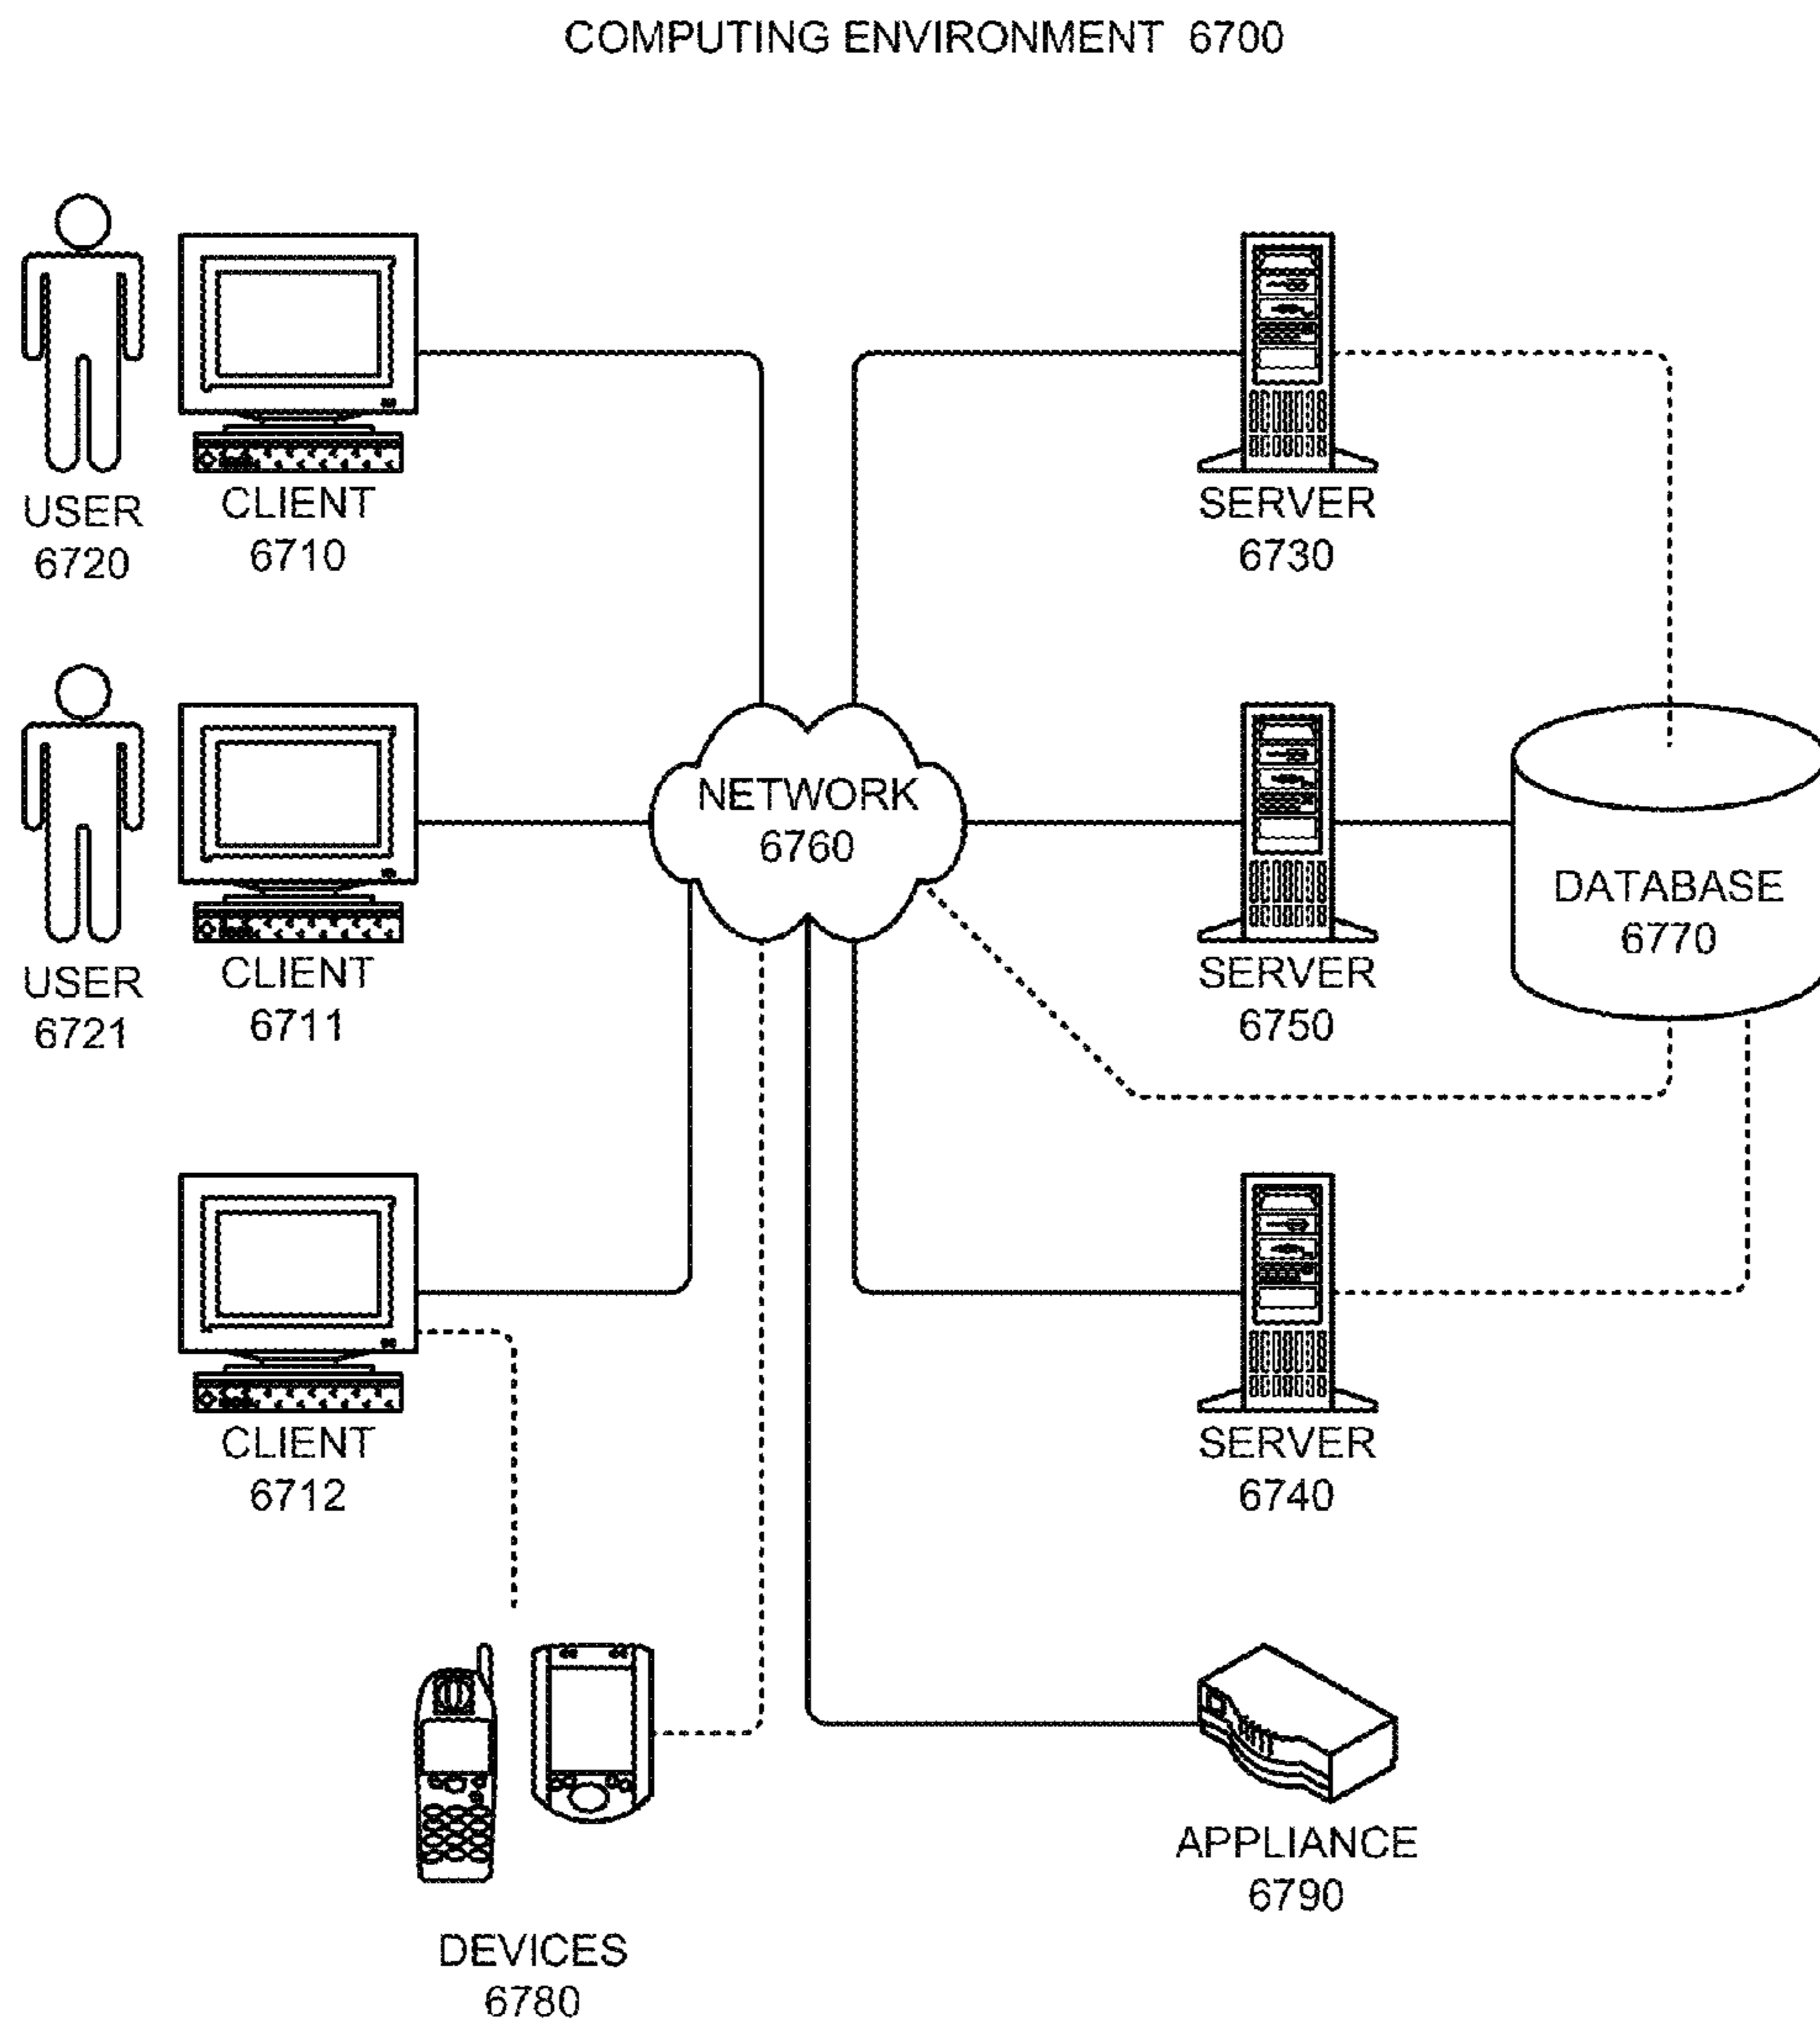 COMPUTING ENVIRONMENT 6700
USER
6720
CLIENT
6710
SERVER
6730
NETWORK
6760
USER
6721
CLIENT
6711
SERVER
6750
DATABASE
6770
CLIENT
6712
SERVER
6740
DEVICES
6780
APPLIANCE
6790